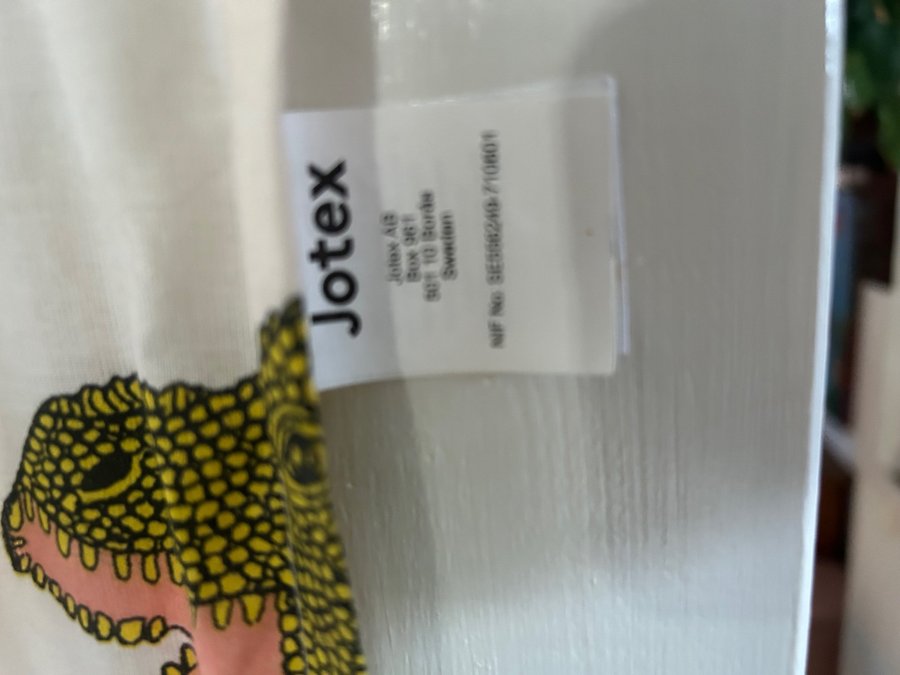 Jotex
Jotex AB
Box 961
501 10 Borås
Sweden
NIF No. SE556249-710601